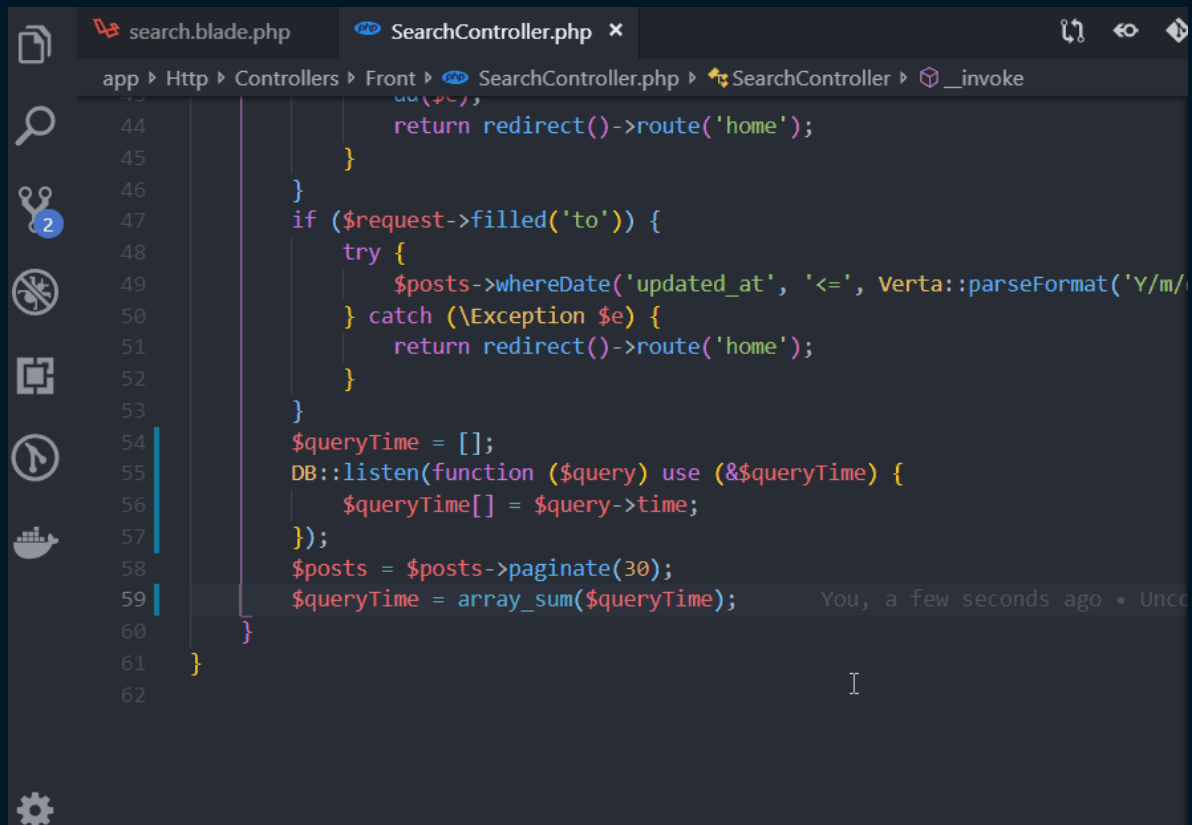 search.blade.php
SearchController.php ×
app Http Controllers Front SearchController.php SearchController __invoke
44 return redirect()->route('home');
45 }
46 }
47 if ($request->filled('to')) {
48 try {
49 $posts->whereDate('updated_at', '<=', Verta::parseFormat('Y/m/
50 } catch (\Exception $e) {
51 return redirect()->route('home');
52 }
53 }
54 $queryTime = [];
55 DB::listen(function ($query) use (&$queryTime) {
56 $queryTime[] = $query->time;
57 });
58 $posts = $posts->paginate(30);
59 $queryTime = array_sum($queryTime); You, a few seconds ago • Unco
60 }
61 }
62
2